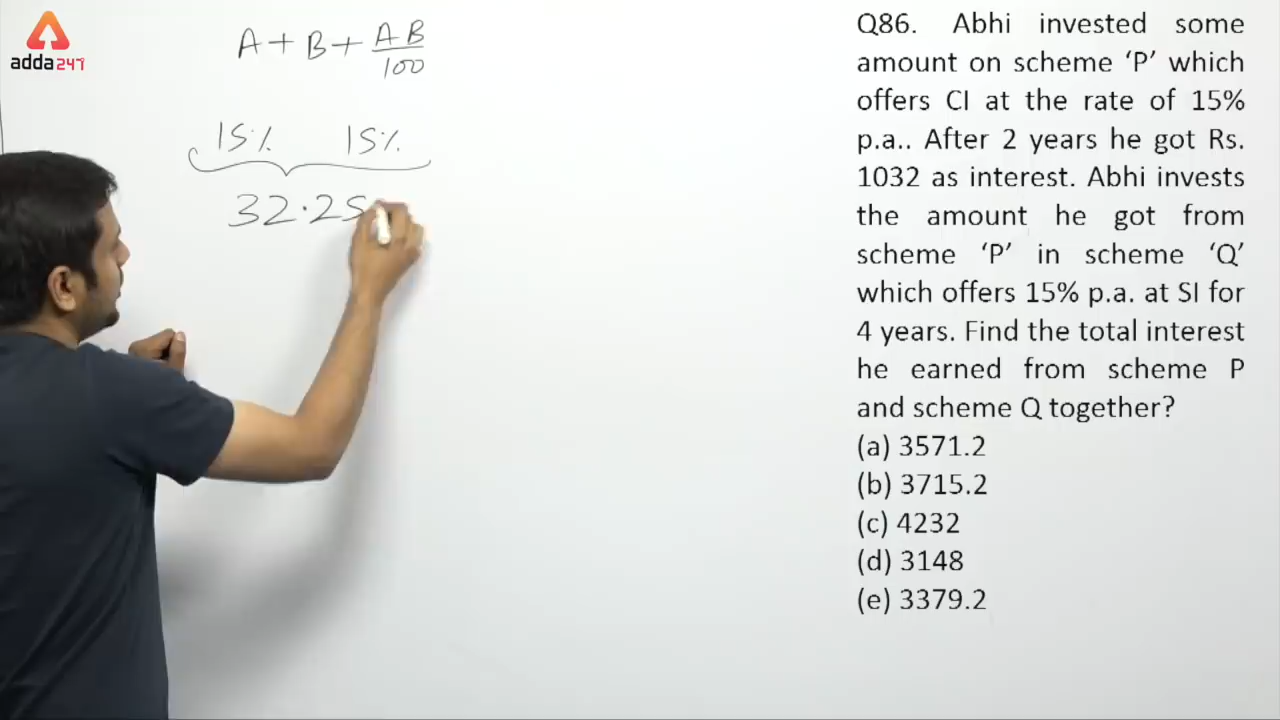 adda247
A + B + AB/100
15% 15%
32.25
Q86. Abhi invested some
amount on scheme ‘P’ which
offers CI at the rate of 15%
p.a.. After 2 years he got Rs.
1032 as interest. Abhi invests
the amount he got from
scheme ‘P’ in scheme ‘Q’
which offers 15% p.a. at SI for
4 years. Find the total interest
he earned from scheme P
and scheme Q together?
(a) 3571.2
(b) 3715.2
(c) 4232
(d) 3148
(e) 3379.2